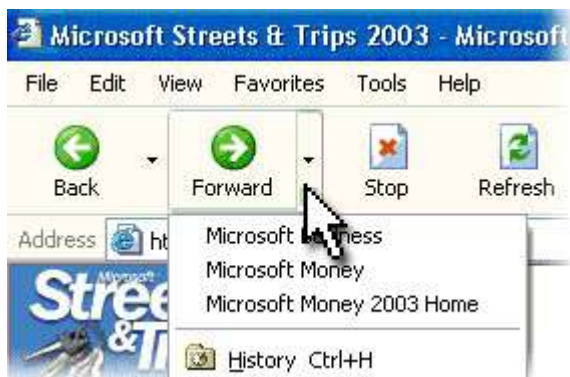 Microsoft Streets & Trips 2003 - Microsoft
File Edit View Favorites Tools Help
Back Forward Stop Refresh
Address
Microsoft
Microsoft Money
Microsoft Money 2003 Home
Microsoft
& 
History Ctrl+H